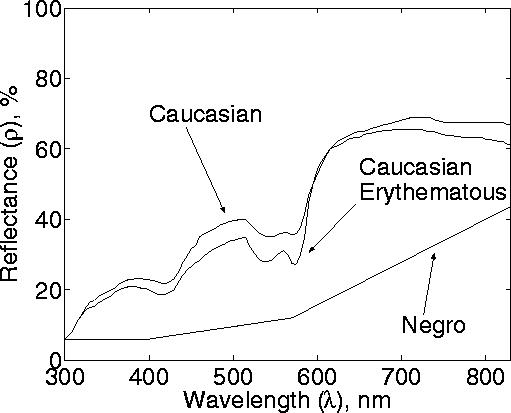 100
80
60
40
20
0
Reflectance (ρ), %
Caucasian
Caucasian
Erythematous
Negro
300 400 500 600 700 800
Wavelength (λ), nm